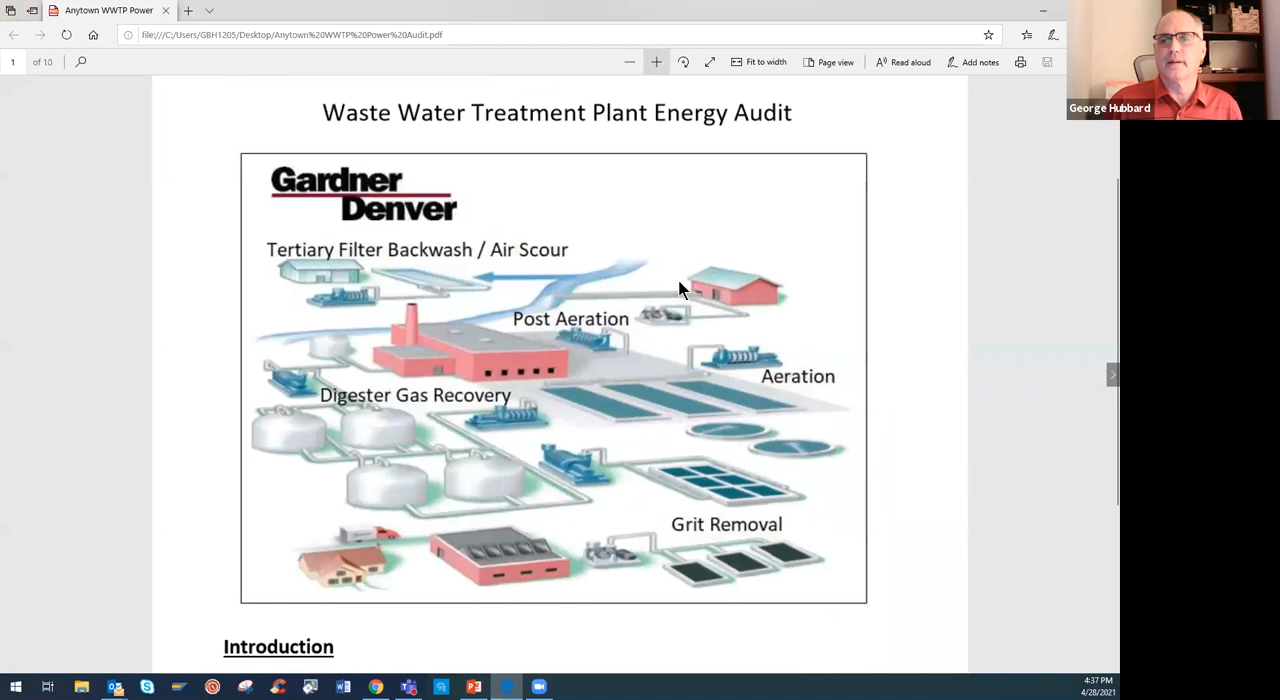 Anytown WWTP Power
file:///C:/Users/GBH1205/Desktop/Anytown%20WWTP%20Power%20Audit.pdf
1 of 10
Fit to width
Page view
Read aloud
Add notes
George Hubbard
Waste Water Treatment Plant Energy Audit
Gardner
Denver
Tertiary Filter Backwash / Air Scour
Post Aeration
Aeration
Digester Gas Recovery
Grit Removal
Introduction
4:37 PM
4/28/2021